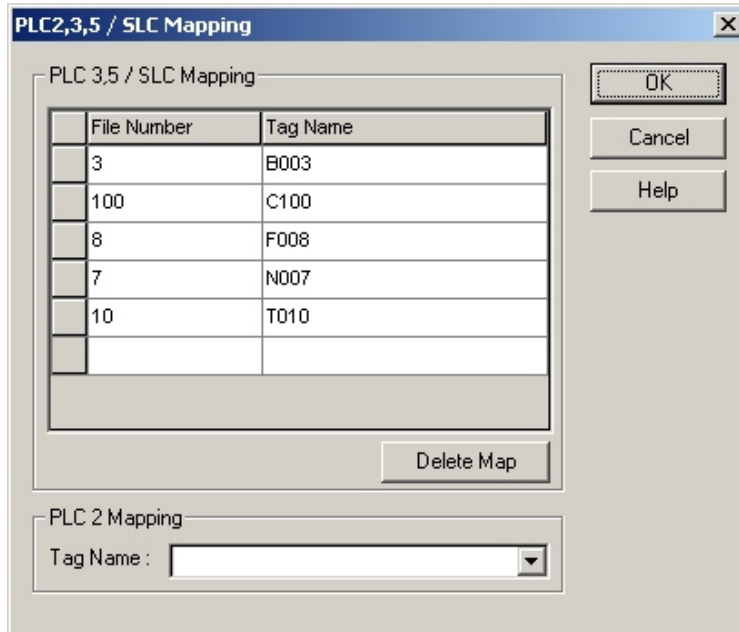 PLC2,3,5 / SLC Mapping
PLC 3,5 / SLC Mapping
File Number Tag Name
3 B003
100 C100
8 F008
7 N007
10 T010
Delete Map
PLC 2 Mapping
Tag Name :
OK
Cancel
Help